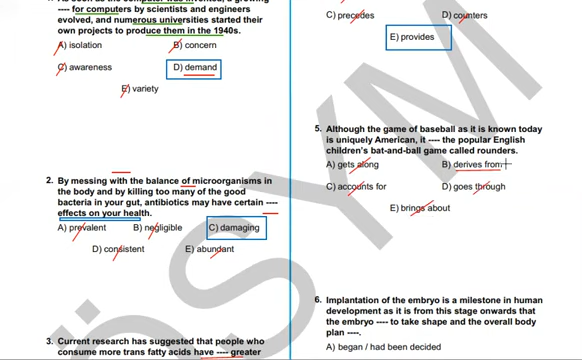 for computers by scientists and engineers
evolved, and numerous universities started their
own projects to produce them in the 1940s.
A) isolation B) concern
C) awareness D) demand
E) variety
2. By messing with the balance of microorganisms in
the body and by killing too many of the good
bacteria in your gut, antibiotics may have certain ----
effects on your health.
A) prevalent B) negligible C) damaging
D) consistent E) abundant
3. Current research has suggested that people who
consume more trans fatty acids have ---- greater
C) precedes D) counters
E) provides
5. Although the game of baseball as it is known today
is uniquely American, it ---- the popular English
children's bat-and-ball game called rounders.
A) gets along B) derives from
C) accounts for D) goes through
E) brings about
6. Implantation of the embryo is a milestone in human
development as it is from this stage onwards that
the embryo ---- to take shape and the overall body
plan ----.
A) began / had been decided
ÖSYM